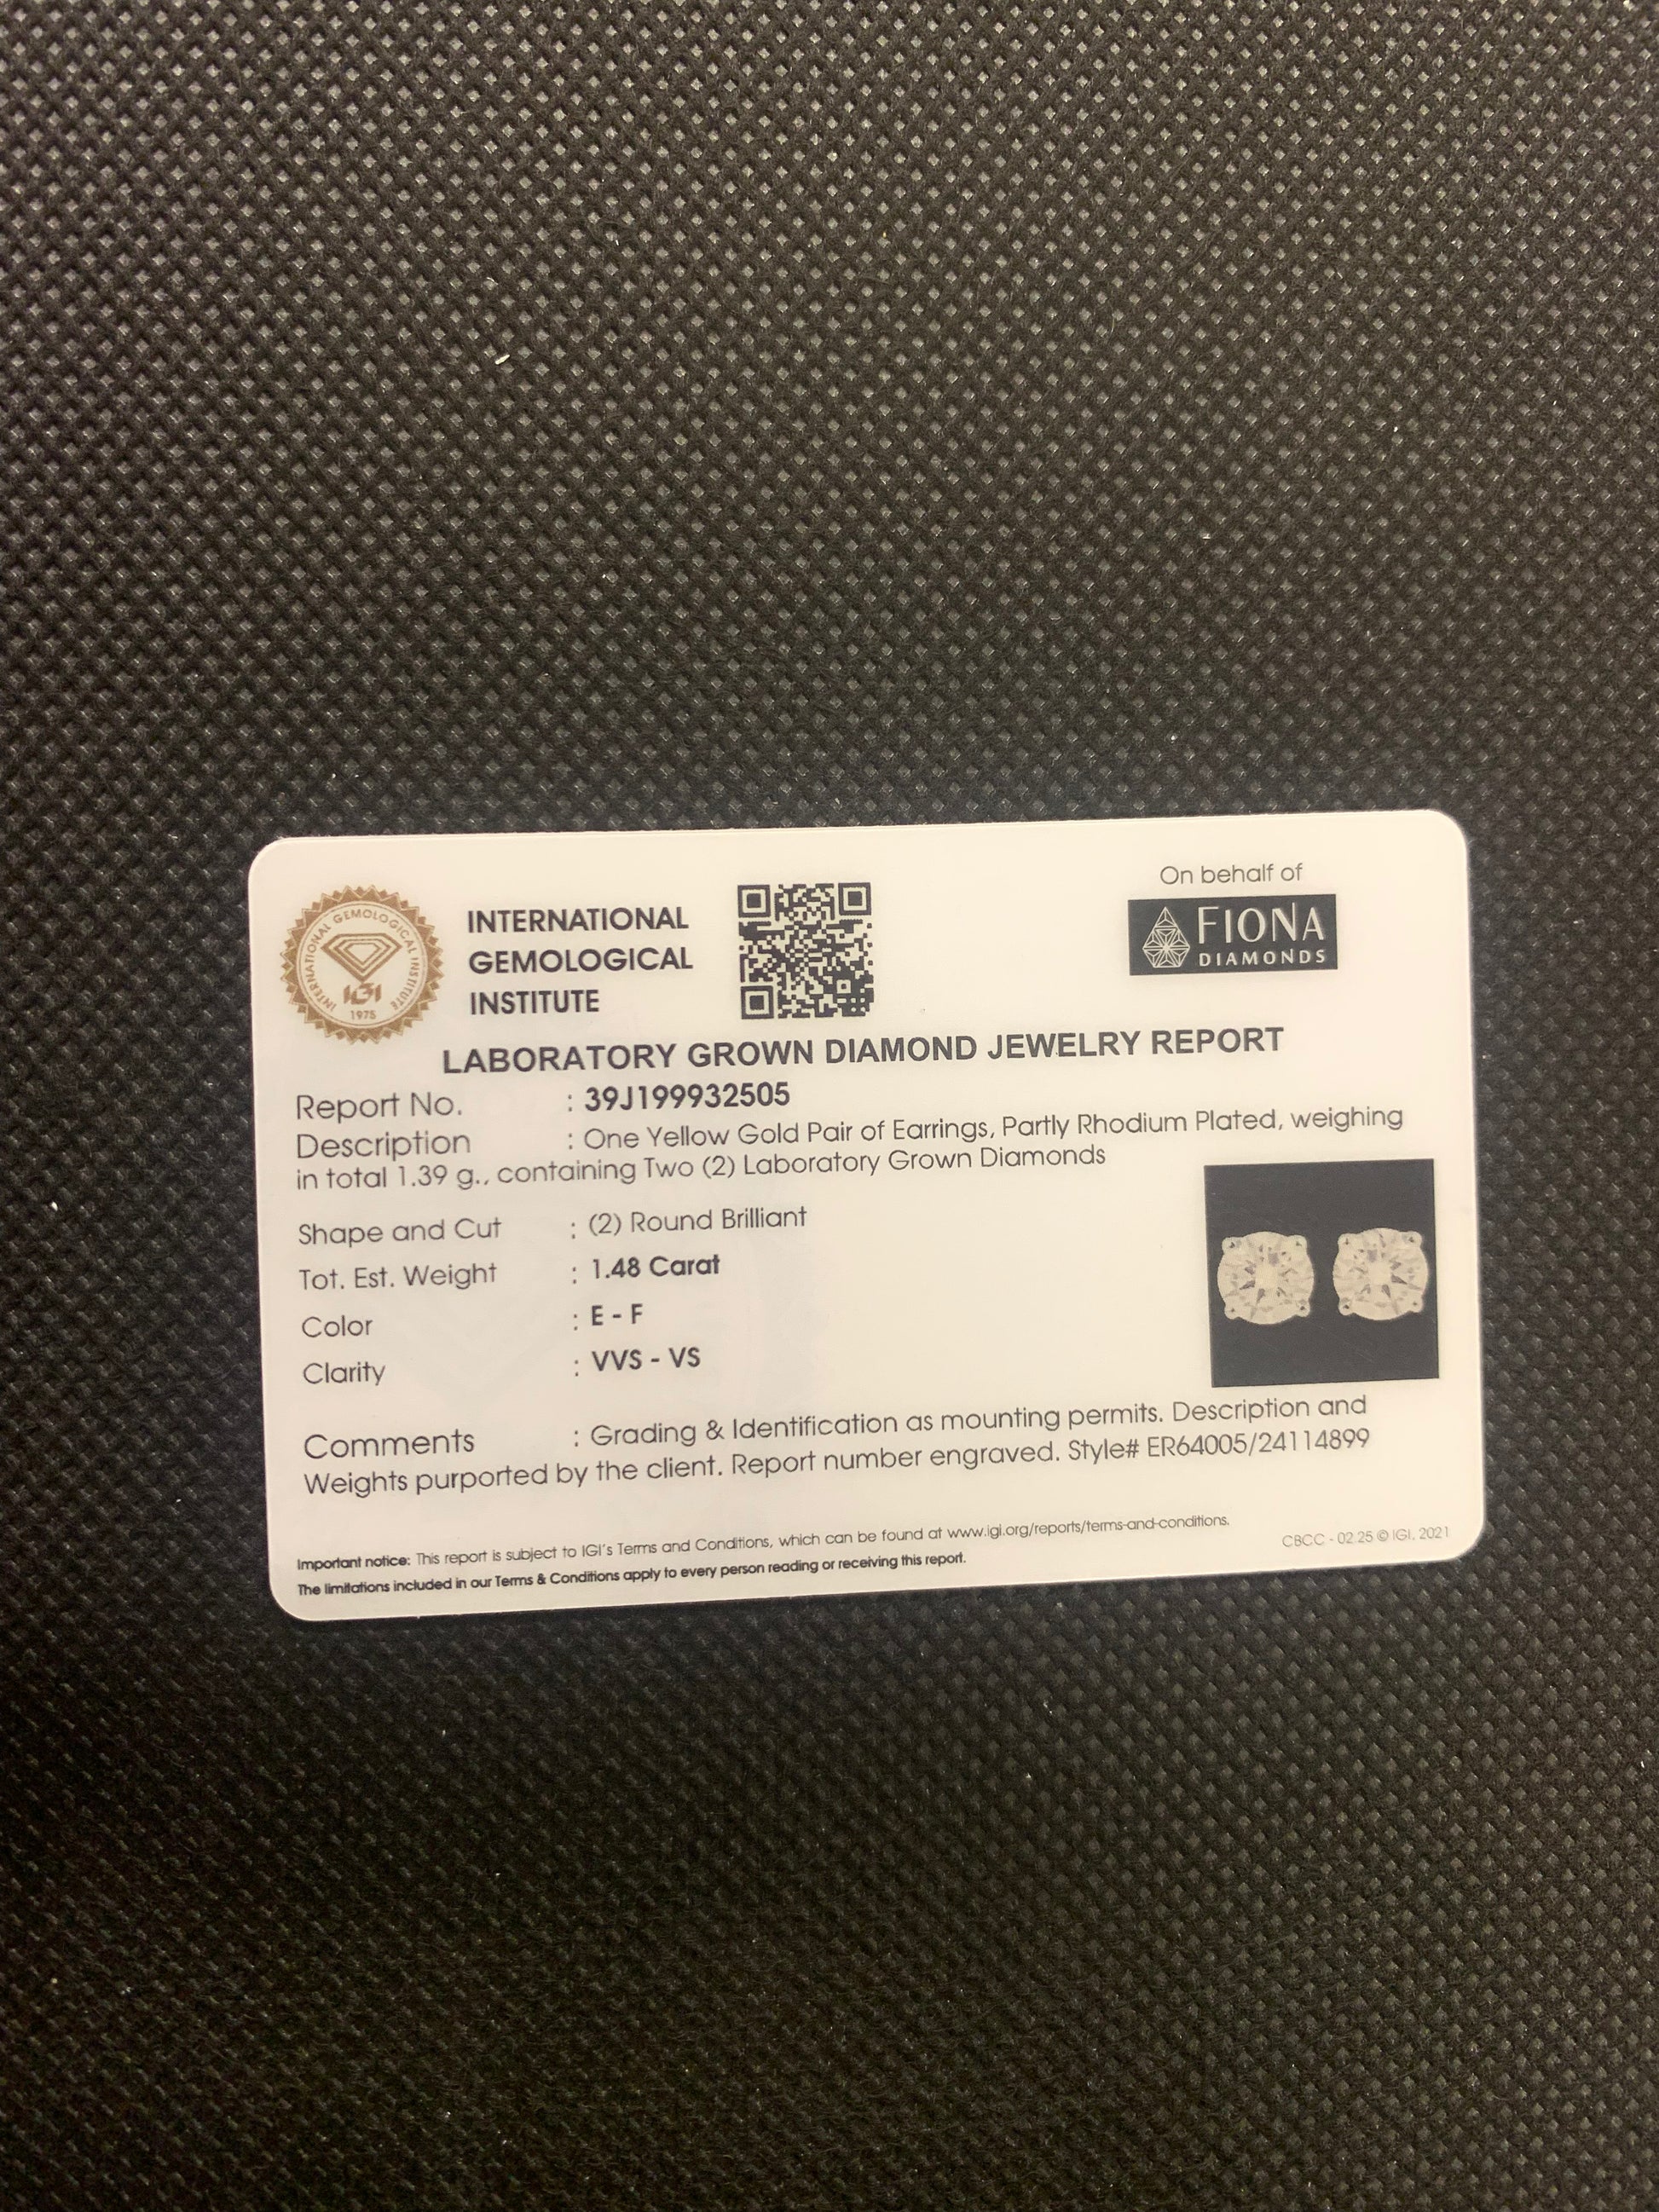 On behalf of
FIONA
DIAMONDS
INTERNATIONAL GEMOLOGICAL INSTITUTE
IGI
1975
INTERNATIONAL
GEMOLOGICAL
INSTITUTE
LABORATORY GROWN DIAMOND JEWELRY REPORT
Report No. : 39J199932505
Description : One Yellow Gold Pair of Earrings, Partly Rhodium Plated, weighing
in total 1.39 g., containing Two (2) Laboratory Grown Diamonds
Shape and Cut : (2) Round Brilliant
Tot. Est. Weight : 1.48 Carat
Color : E - F
Clarity : VVS - VS
Comments : Grading & Identification as mounting permits. Description and
Weights purported by the client. Report number engraved. Style# ER64005/24114899
Important notice: This report is subject to IGI's Terms and Conditions, which can be found at www.igi.org/reports/terms-and-conditions.
The limitations included in our Terms & Conditions apply to every person reading or receiving this report.
CBCC - 02.25 © IGI, 2021